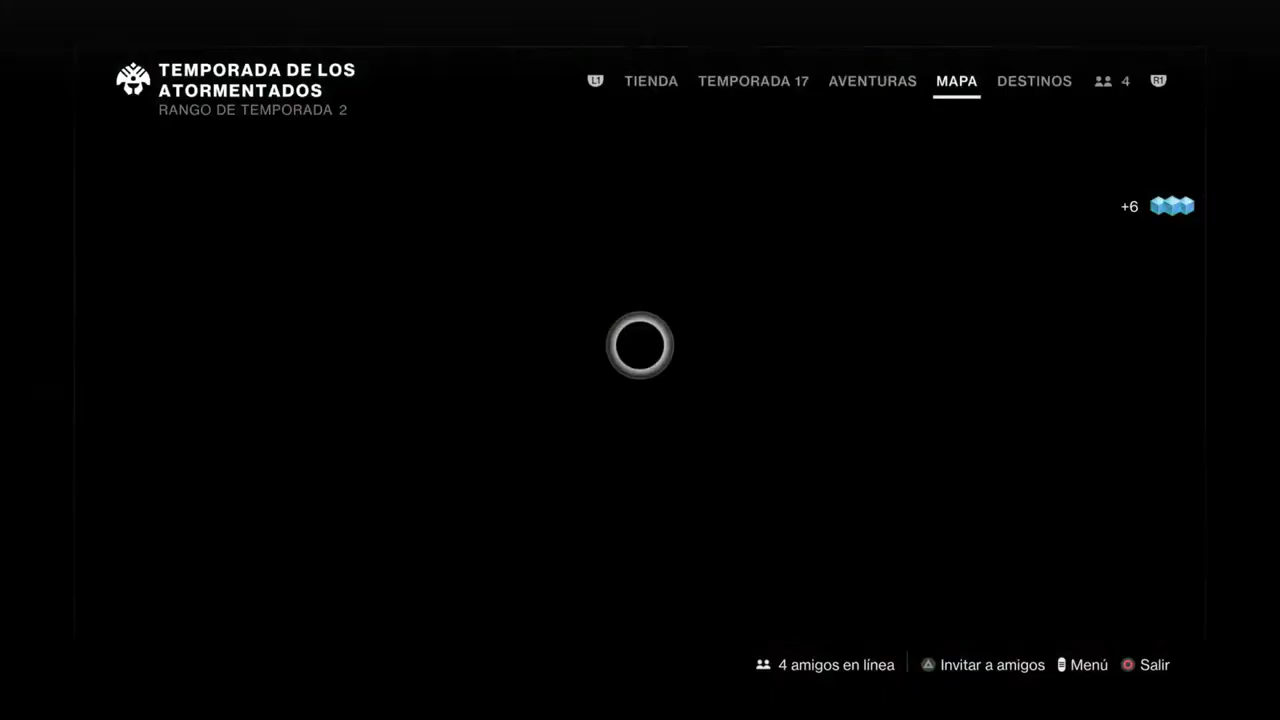 TEMPORADA DE LOS
ATORMENTADOS
RANGO DE TEMPORADA 2
L1 TIENDA TEMPORADA 17 AVENTURAS MAPA DESTINOS 4 R1
+6
4 amigos en línea Invitar a amigos Menú Salir